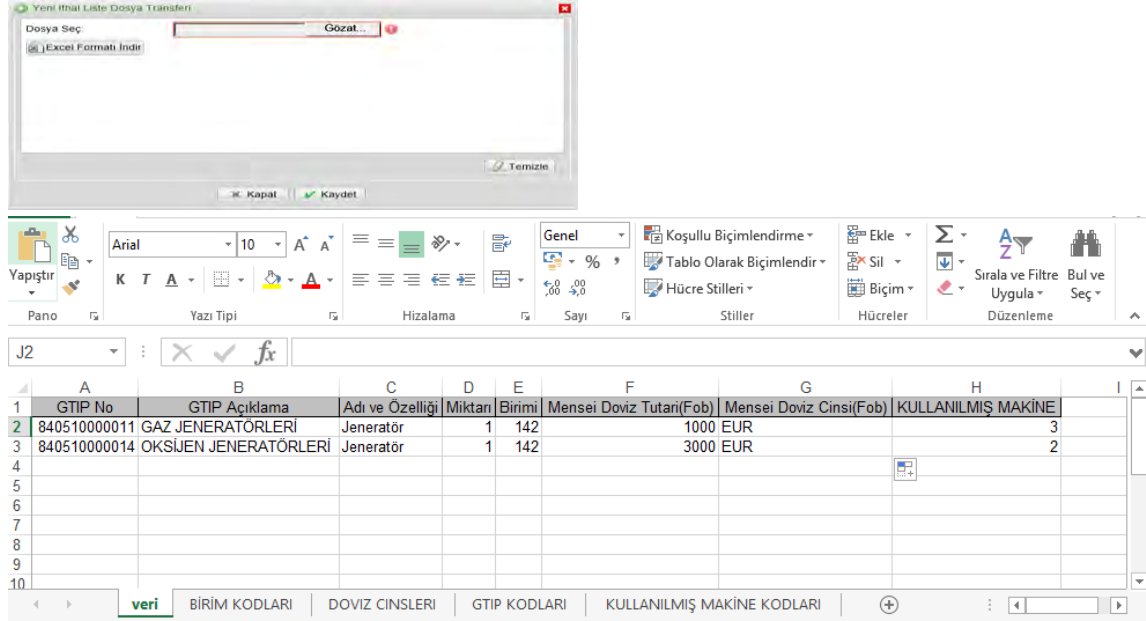 Yeni İthal Liste Dosya Transferi
Dosya Seç: Gözat...
Excel Formatı İndir
Temizle
Kapat Kaydet
Arial 10 Genel Koşullu Biçimlendirme Ekle
Yapıştır K T A % Tablo Olarak Biçimlendir Sil Sırala ve Filtre Uygula Bul ve Seç
Hücre Stilleri Biçim
Pano Yazı Tipi Hizalama Sayı Stiller Hücreler Düzenleme
J2 fx
A B C D E F G H I
1 GTIP No GTIP Açıklama Adı ve Özelliği Miktarı Birimi Mensei Doviz Tutari(Fob) Mensei Doviz Cinsi(Fob) KULLANILMIŞ MAKİNE
2 840510000011 GAZ JENERATÖRLERİ Jeneratör 1 142 1000 EUR 3
3 840510000014 OKSİJEN JENERATÖRLERİ Jeneratör 1 142 3000 EUR 2
4
5
6
7
8
9
10
veri BİRİM KODLARI DOVIZ CINSLERI GTIP KODLARI KULLANILMIŞ MAKİNE KODLARI